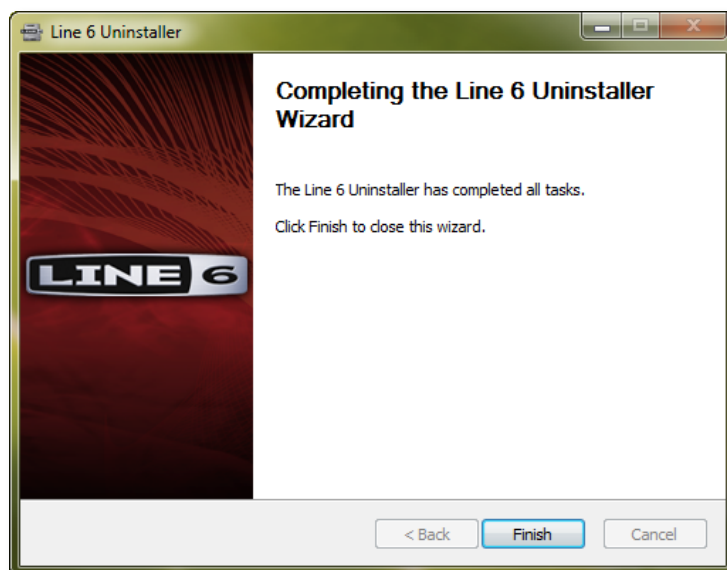 Line 6 Uninstaller
Completing the Line 6 Uninstaller
Wizard
The Line 6 Uninstaller has completed all tasks.
Click Finish to close this wizard.
LINE 6
< Back
Finish
Cancel